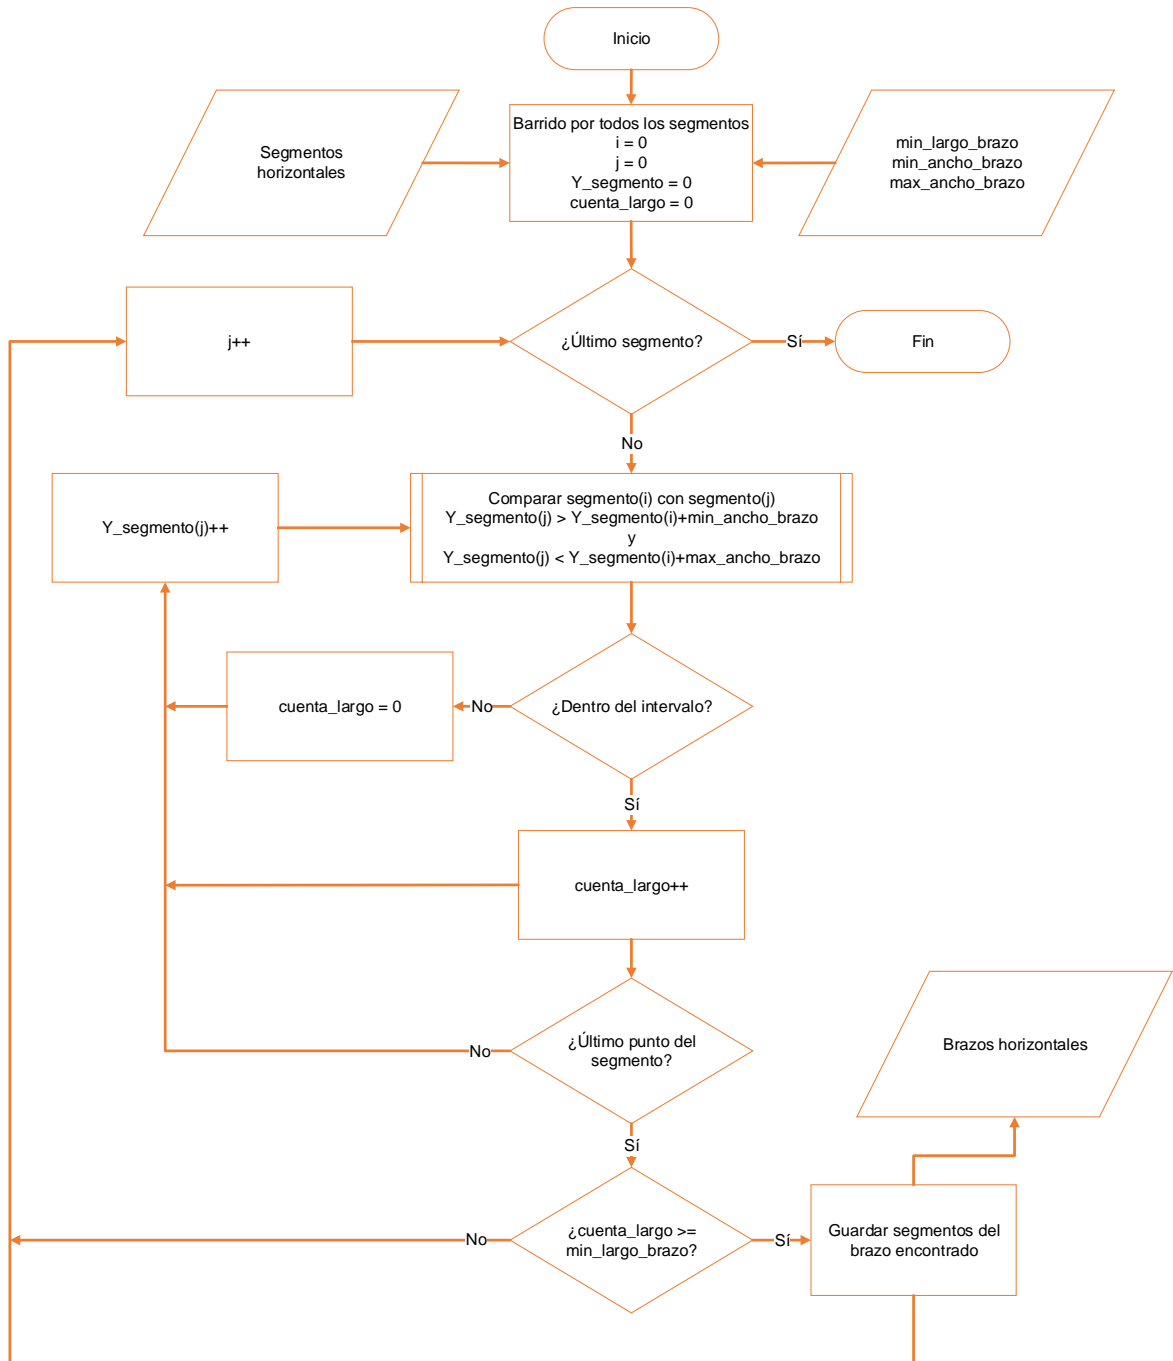 Inicio
Segmentos
horizontales
Barrido por todos los segmentos
i = 0
j = 0
Y_segmento = 0
cuenta_largo = 0
min_largo_brazo
min_ancho_brazo
max_ancho_brazo
j++
¿Último segmento?
Sí
Fin
No
Y_segmento(j)++
Comparar segmento(i) con segmento(j)
Y_segmento(j) > Y_segmento(i)+min_ancho_brazo
y
Y_segmento(j) < Y_segmento(i)+max_ancho_brazo
cuenta_largo = 0
No
¿Dentro del intervalo?
Sí
cuenta_largo++
No
¿Último punto del
segmento?
Brazos horizontales
Sí
No
¿cuenta_largo >=
min_largo_brazo?
Sí
Guardar segmentos del
brazo encontrado